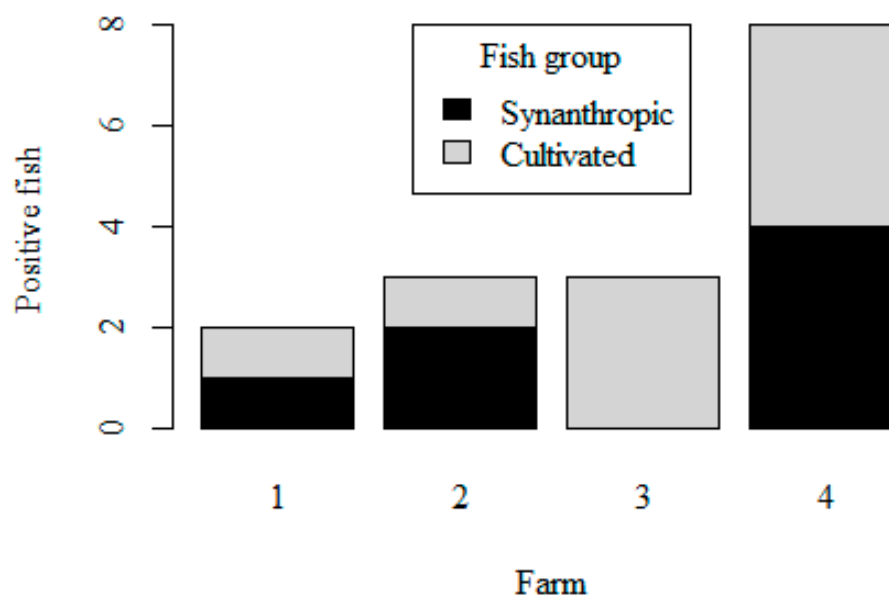 Positive fish
8
6
4
2
0
Fish group
Synanthropic
Cultivated
1 2 3 4
Farm